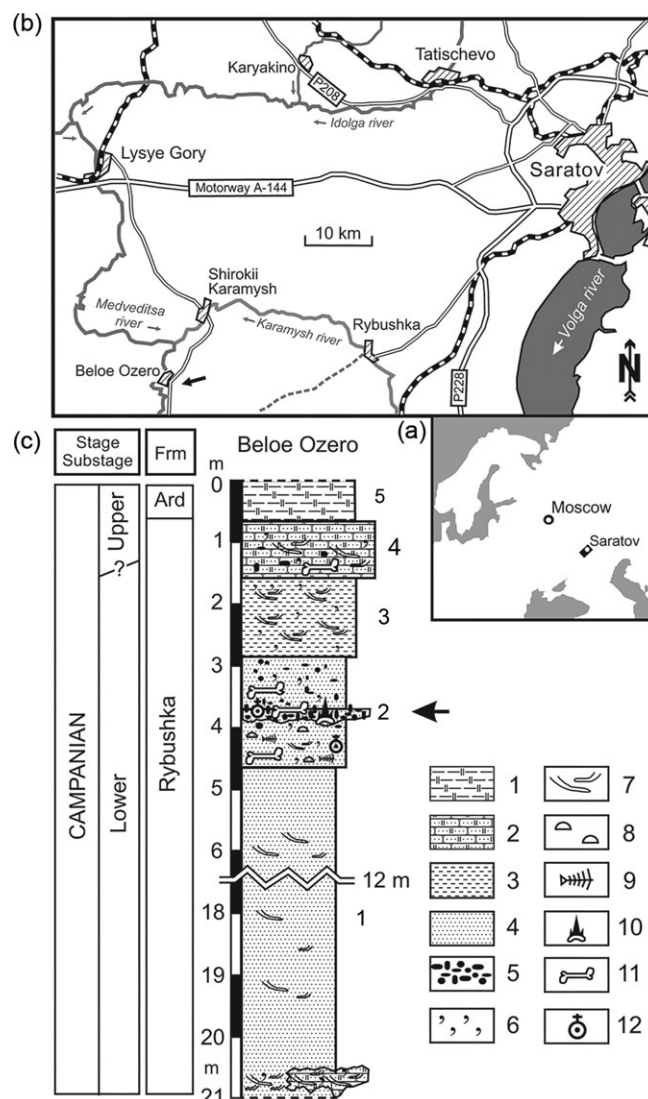 (b)
Karyakino
Tatischevo
P208
Idolga river
Lysye Gory
Saratov
Motorway A-144
10 km
Shirokii
Karamysh
Medveditsa
river
Karamysh river
Rybushka
Volga river
Beloe Ozero
P228
N
(c)
Stage
Substage
Frm
Beloe Ozero
m
(a)
Moscow
Saratov
CAMPANIAN
Upper
?
Lower
Ard
Rybushka
0
1
2
3
4
5
6
12 m
18
19
20
m
21
5
4
3
2
1
1
2
3
4
5
6
7
8
9
10
11
12